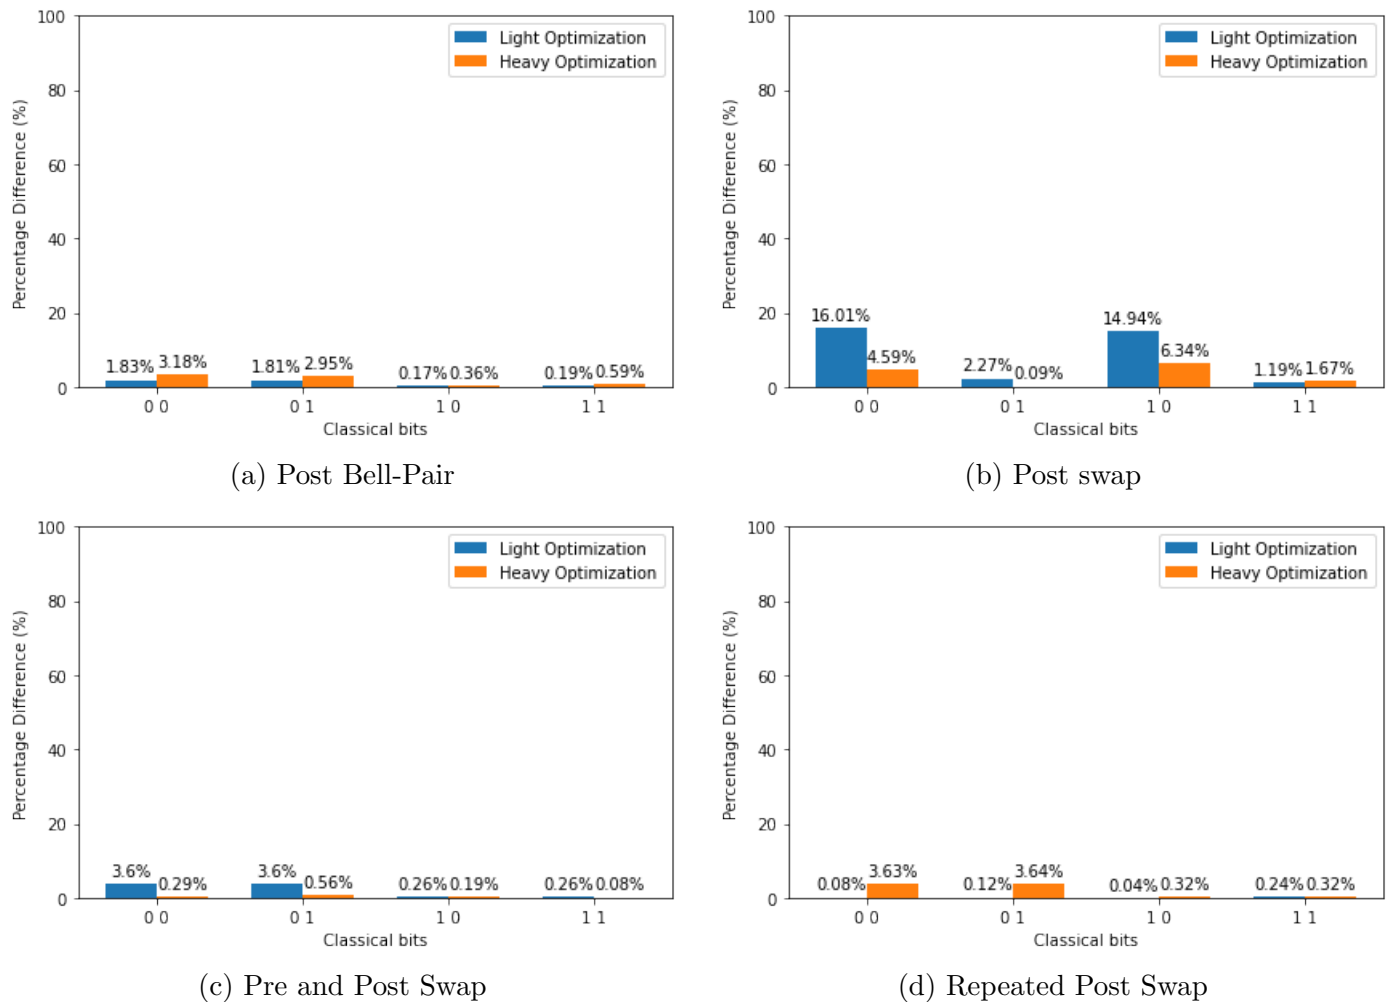 100
80
60
40
20
0
Percentage Difference (%)
Light Optimization
Heavy Optimization
1.83% 3.18% 1.81% 2.95% 0.17% 0.36% 0.19% 0.59%
0 0 0 1 1 0 1 1
Classical bits
(a) Post Bell-Pair
100
80
60
40
20
0
Percentage Difference (%)
Light Optimization
Heavy Optimization
16.01% 4.59% 2.27% 0.09% 14.94% 6.34% 1.19% 1.67%
0 0 0 1 1 0 1 1
Classical bits
(b) Post swap
100
80
60
40
20
0
Percentage Difference (%)
Light Optimization
Heavy Optimization
3.6% 0.29% 3.6% 0.56% 0.26% 0.19% 0.26% 0.08%
0 0 0 1 1 0 1 1
Classical bits
(c) Pre and Post Swap
100
80
60
40
20
0
Percentage Difference (%)
Light Optimization
Heavy Optimization
0.08% 3.63% 0.12% 3.64% 0.04% 0.32% 0.24% 0.32%
0 0 0 1 1 0 1 1
Classical bits
(d) Repeated Post Swap